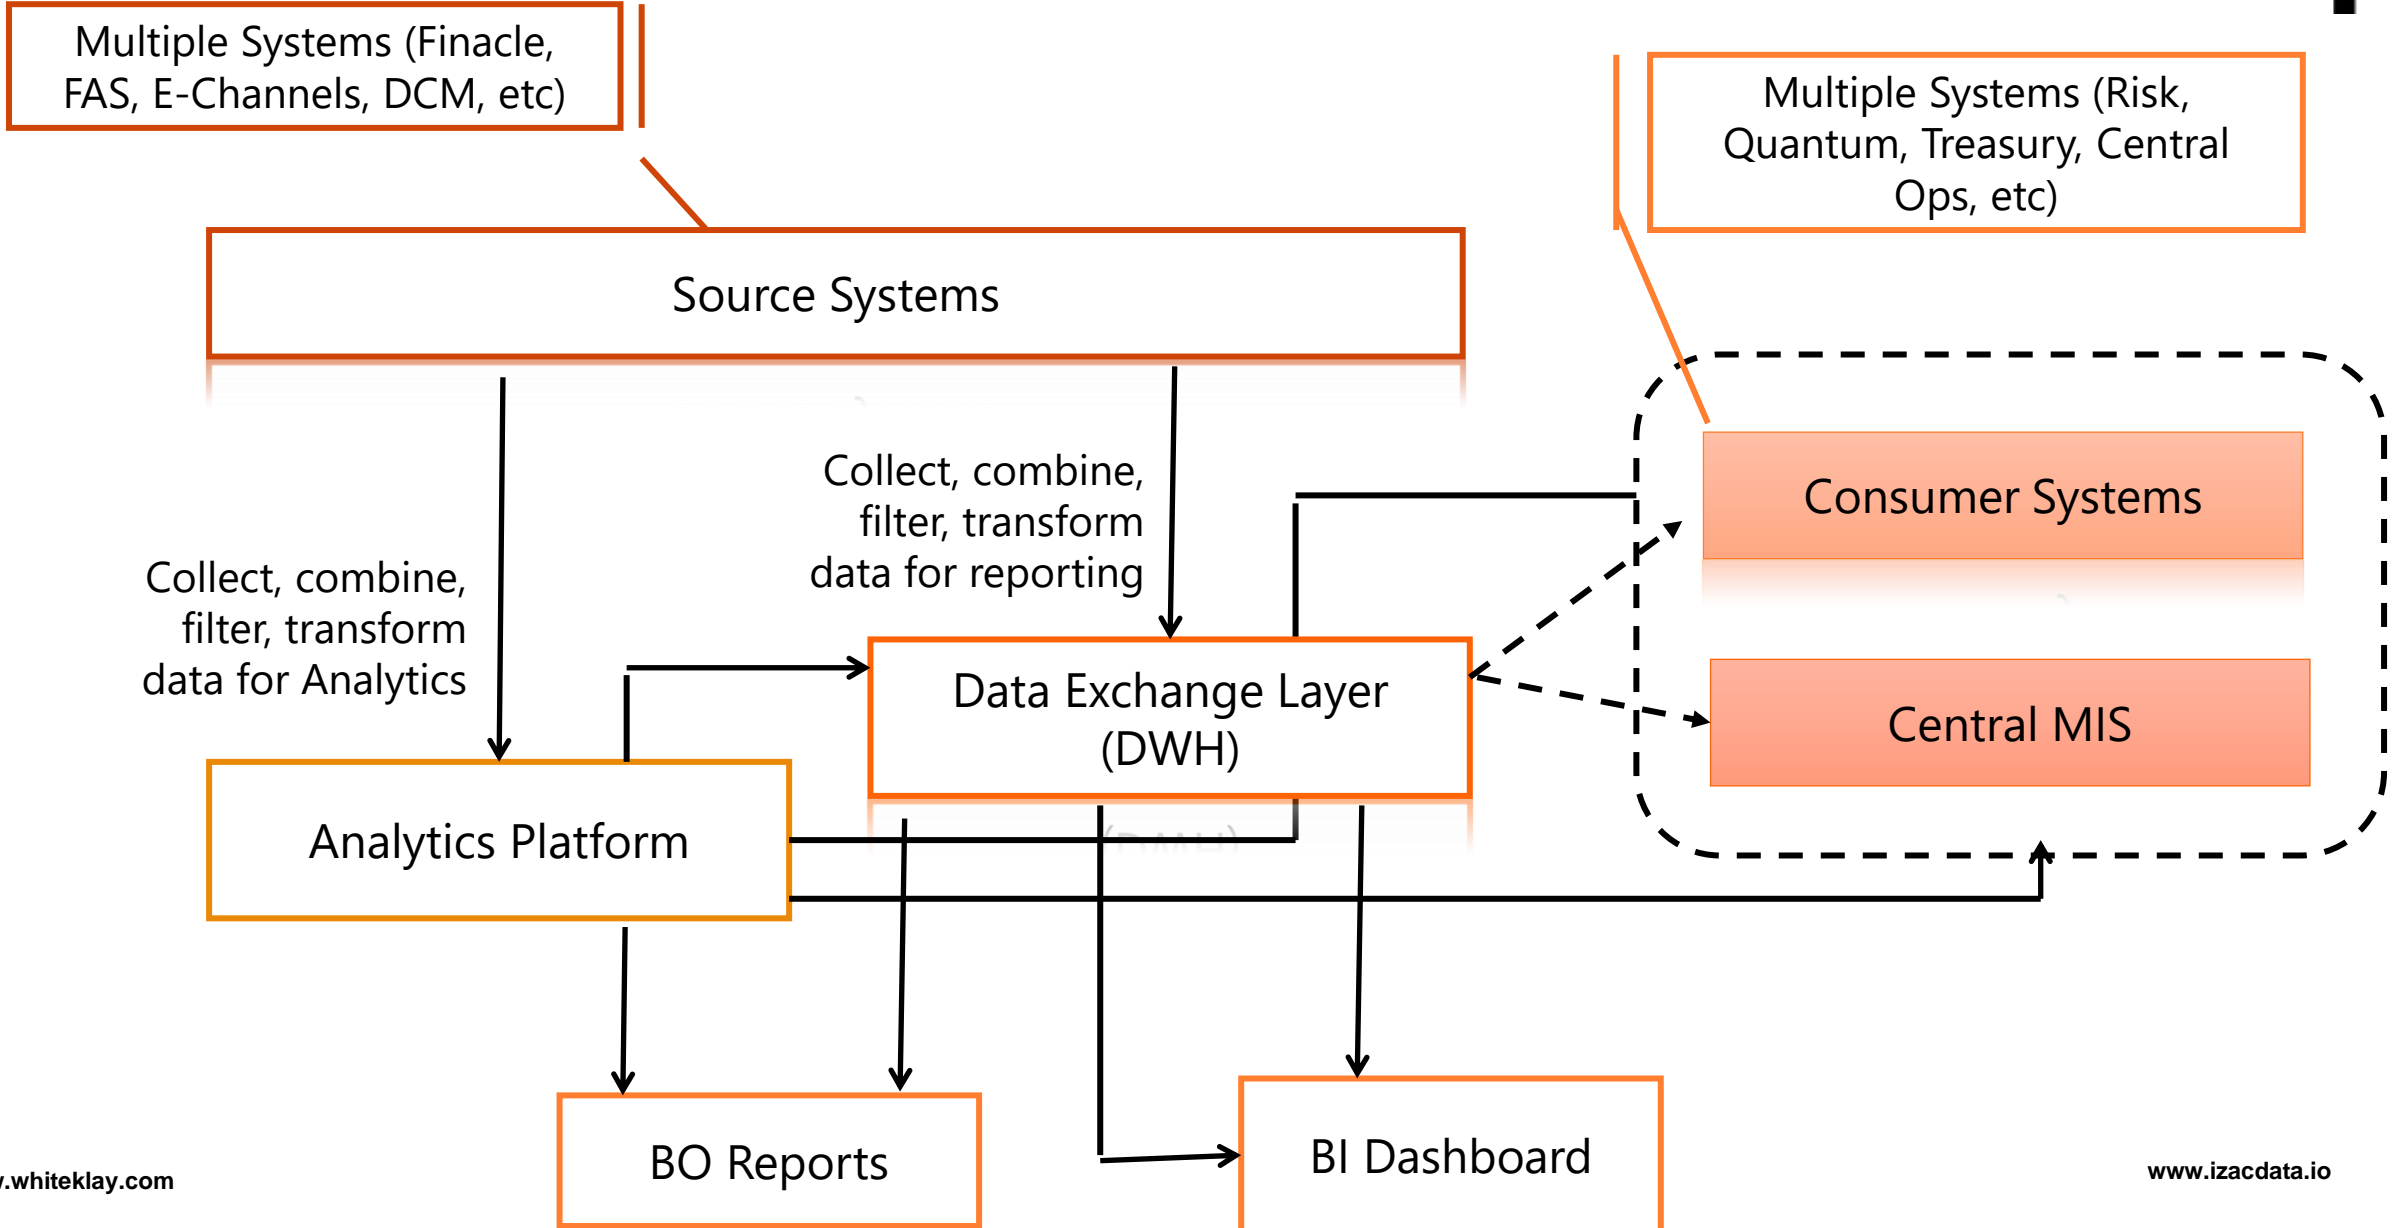 Multiple Systems (Finacle,
FAS, E-Channels, DCM, etc)
Multiple Systems (Risk,
Quantum, Treasury, Central
Ops, etc)
Source Systems
Collect, combine,
filter, transform
data for reporting
Consumer Systems
Collect, combine,
filter, transform
data for Analytics
Data Exchange Layer
(DWH)
Central MIS
Analytics Platform
BO Reports
BI Dashboard
.whiteklay.com
www.izacdata.io